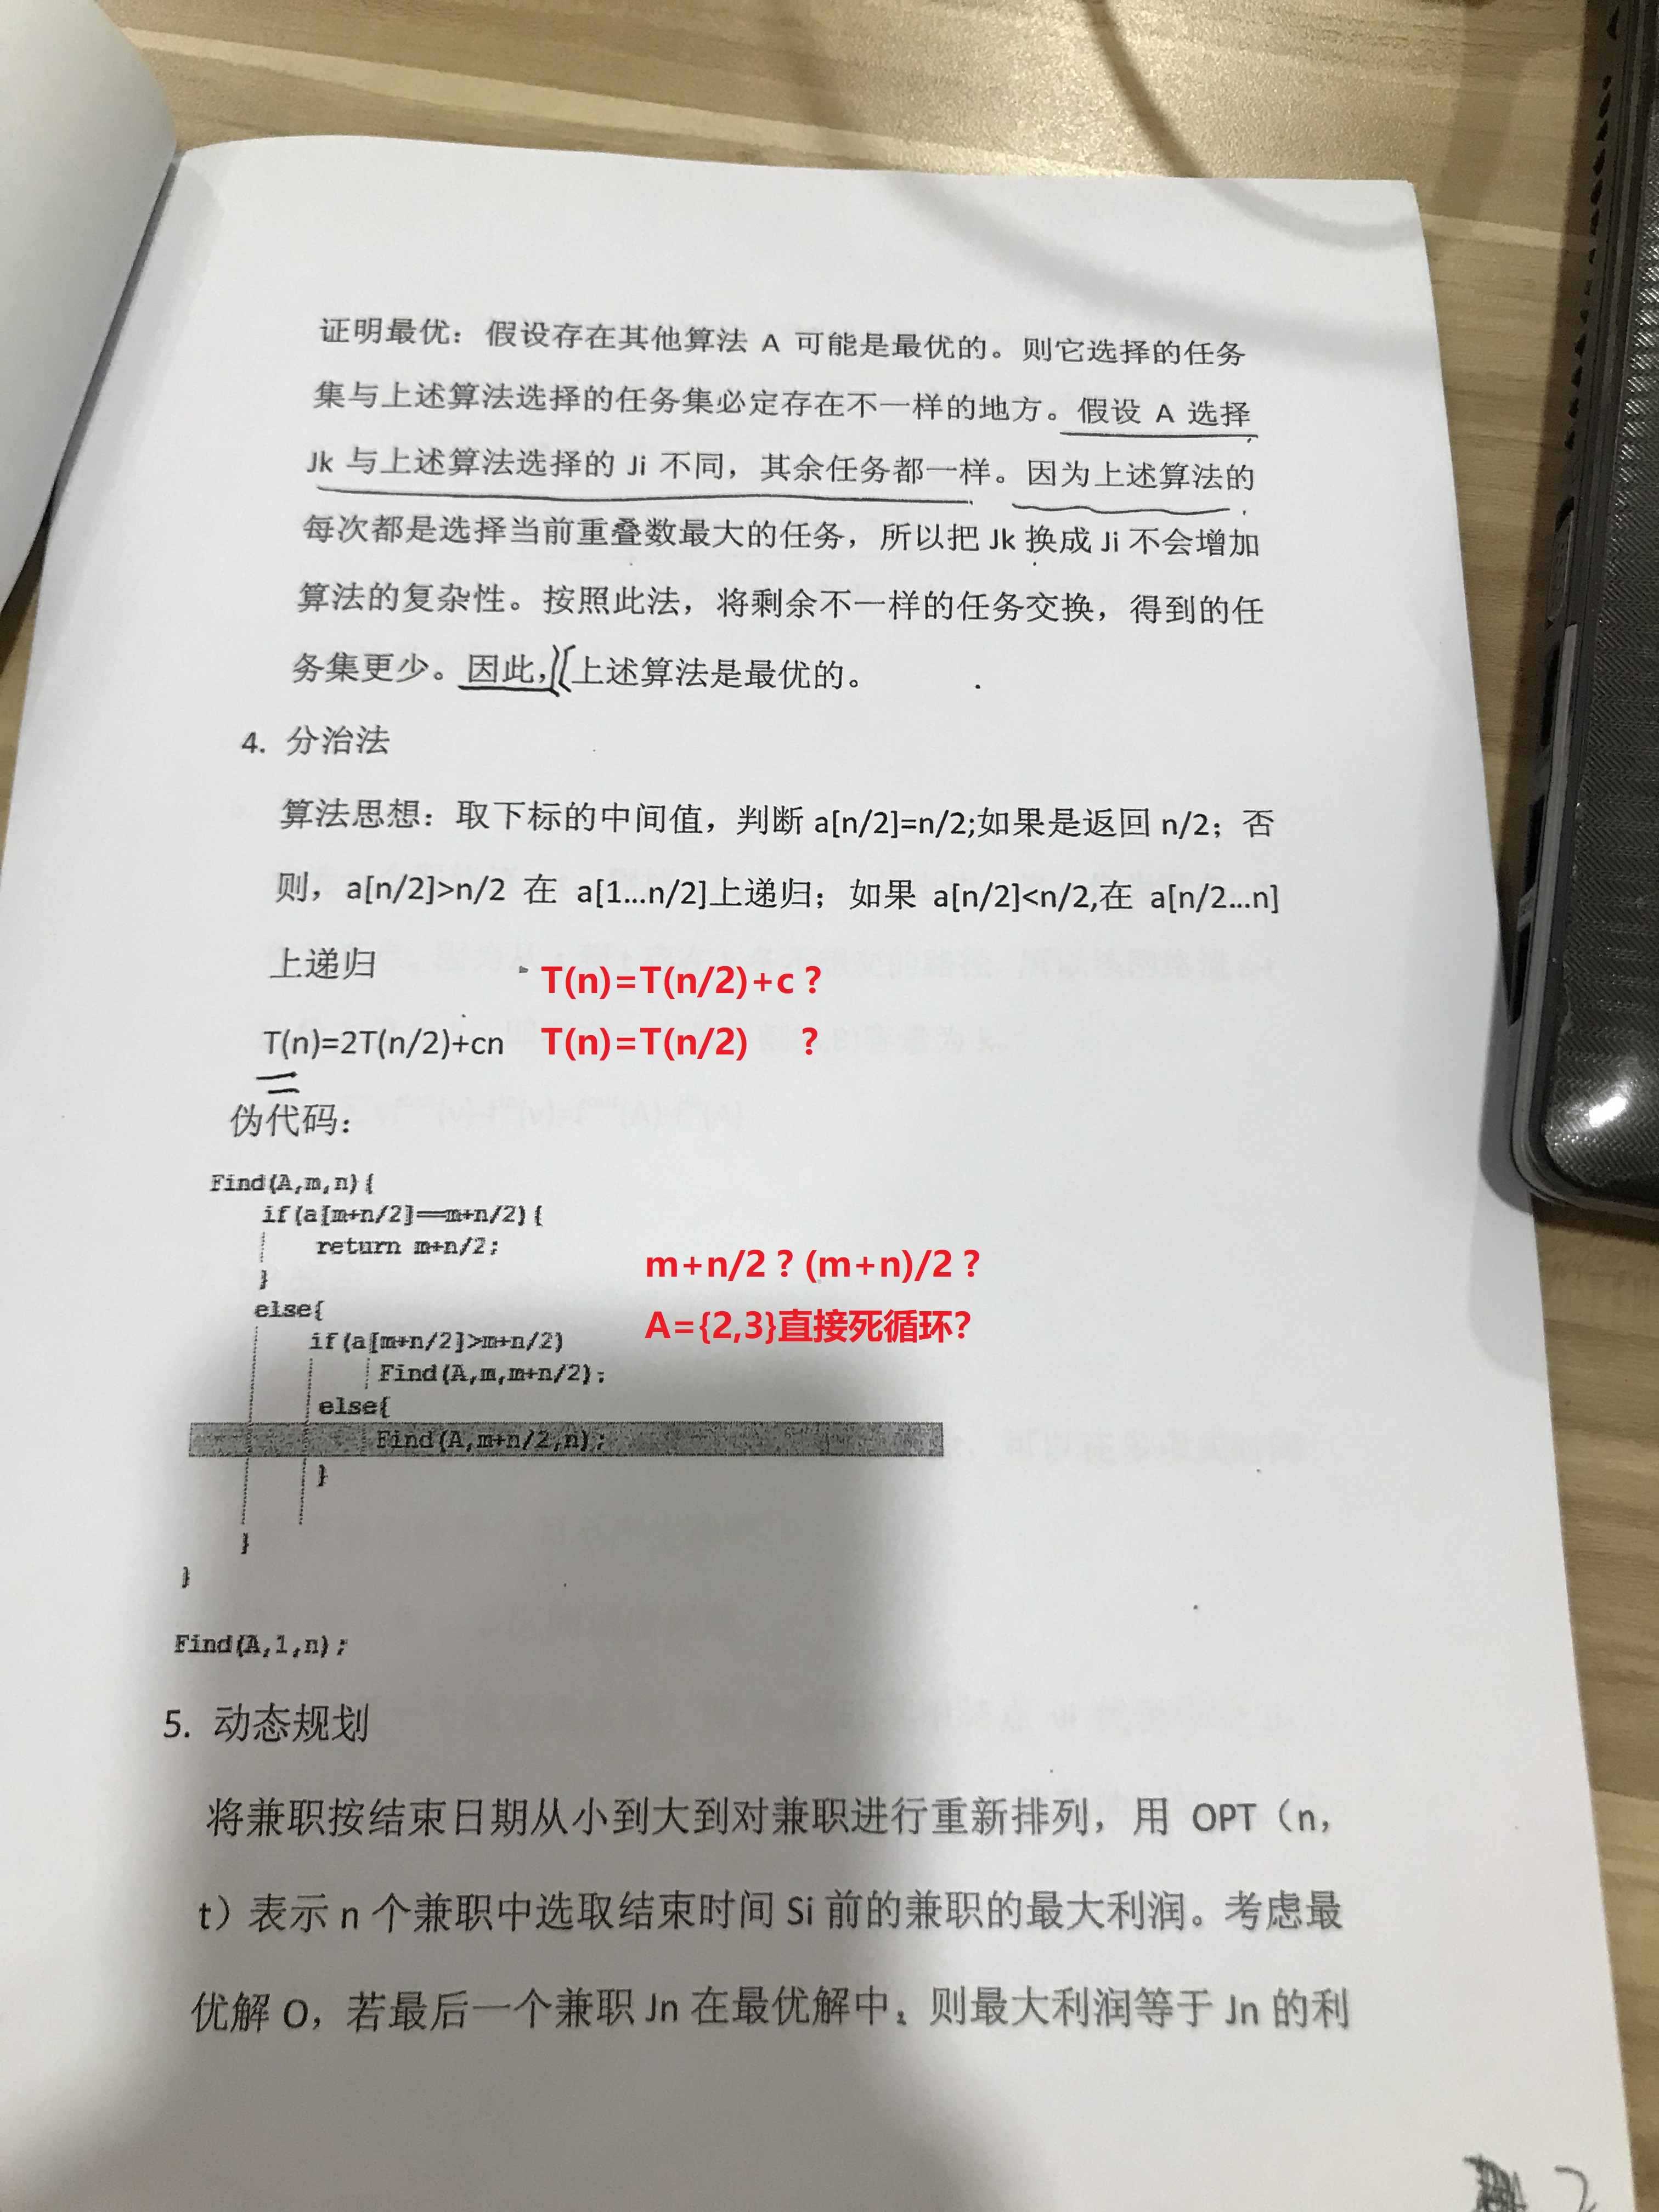 证明最优：假设存在其他算法 A 可能是最优的。则它选择的任务
集与上述算法选择的任务集必定存在不一样的地方。假设 A 选择
Jk 与上述算法选择的 Ji 不同，其余任务都一样。因为上述算法的
每次都是选择当前重叠数最大的任务，所以把 Jk 换成 Ji 不会增加
算法的复杂性。按照此法，将剩余不一样的任务交换，得到的任
务集更少。因此，上述算法是最优的。
4. 分治法
算法思想：取下标的中间值，判断 a[n/2]=n/2;如果是返回 n/2；否
则，a[n/2]>n/2 在 a[1...n/2]上递归；如果 a[n/2]<n/2,在 a[n/2...n]
上递归
T(n)=T(n/2)+c？
T(n)=2T(n/2)+cn T(n)=T(n/2) ？
伪代码：
Find(A,m,n){
if(a[m+n/2]==m+n/2){
return m+n/2;
}
m+n/2？(m+n)/2？
else{
A={2,3}直接死循环？
if(a[m+n/2]>m+n/2)
Find(A,m,m+n/2);
else{
Find(A,m+n/2,n);
}
}
}
Find(A,1,n);
5. 动态规划
将兼职按结束日期从小到大到对兼职进行重新排列，用 OPT（n，
t）表示 n 个兼职中选取结束时间 Si 前的兼职的最大利润。考虑最
优解 O，若最后一个兼职 Jn 在最优解中，则最大利润等于 Jn 的利
2